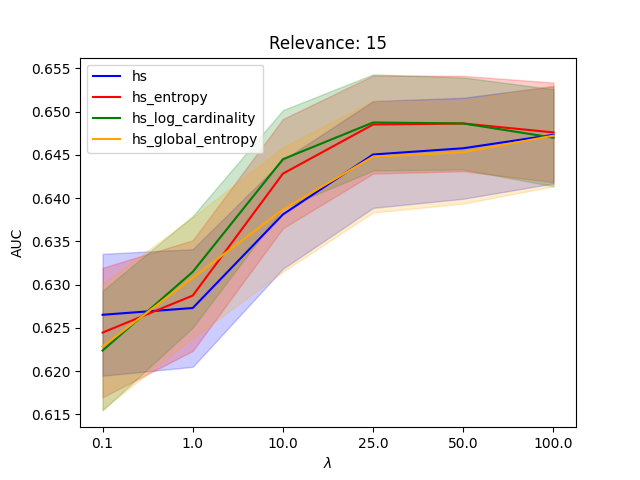 Relevance: 15
hs
hs_entropy
hs_log_cardinality
hs_global_entropy
AUC
0.655
0.650
0.645
0.640
0.635
0.630
0.625
0.620
0.615
0.1 1.0 10.0 25.0 50.0 100.0
λ